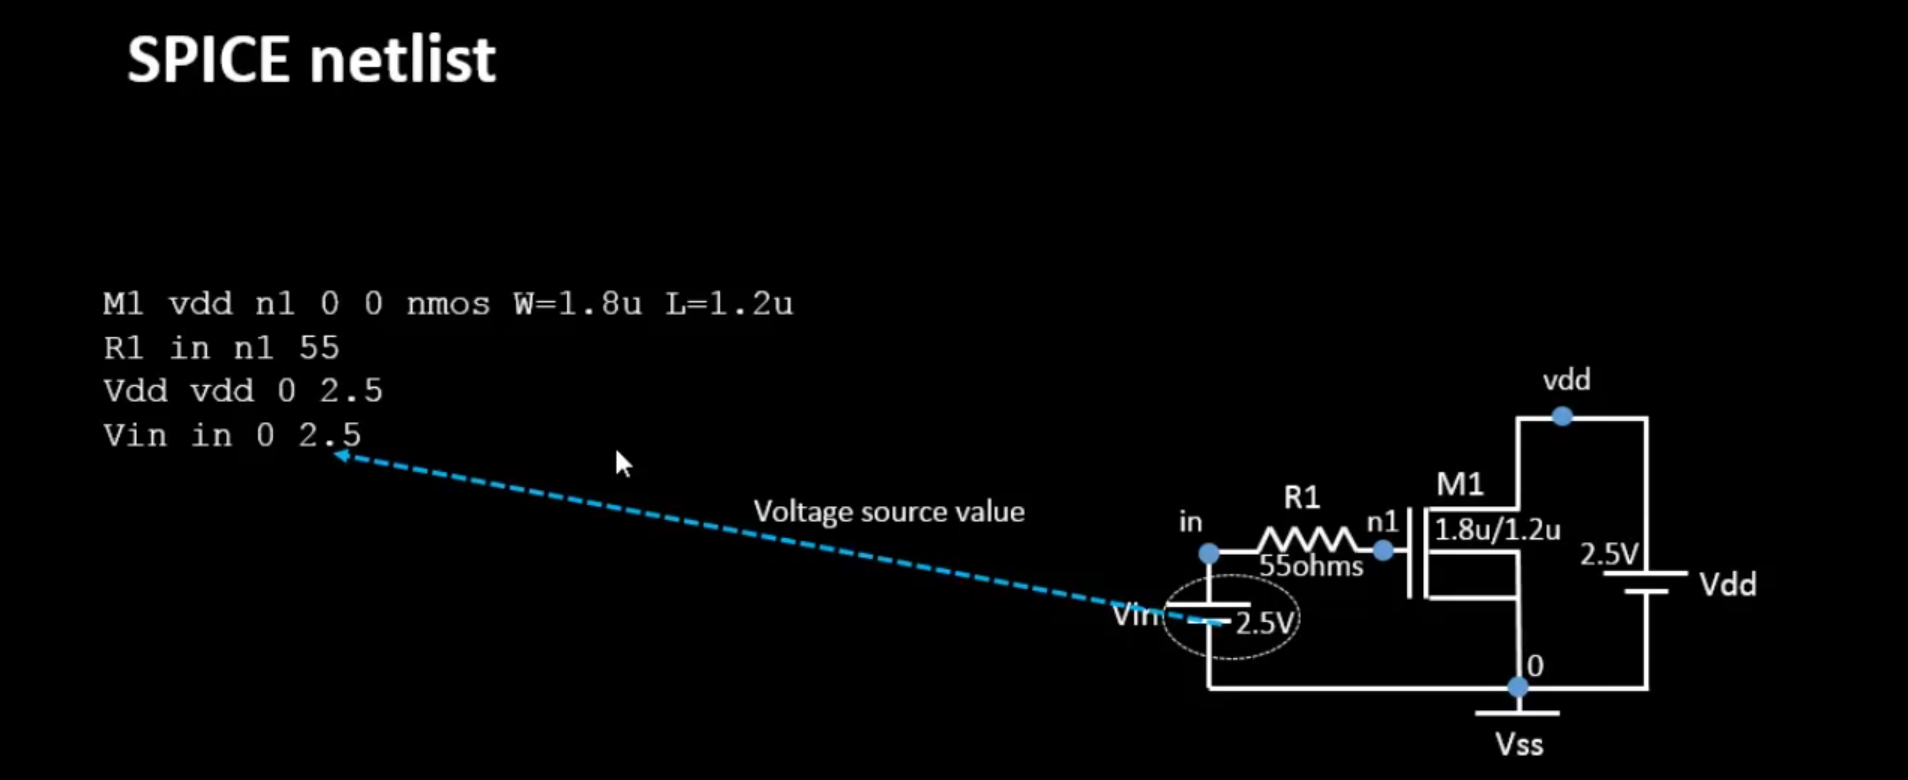 SPICE netlist
M1 vdd n1 0 0 nmos W=1.8u L=1.2u
R1 in n1 55
Vdd vdd 0 2.5
Vin in 0 2.5
Voltage source value
vdd
M1
R1
in
n1
1.8u/1.2u
55ohms
2.5V
Vdd
Vin
2.5V
0
Vss